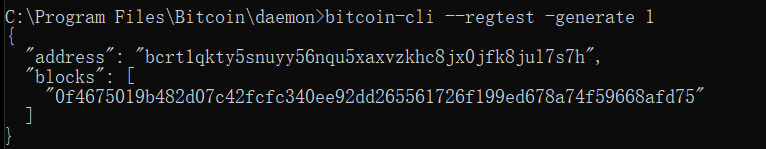 C:\Program Files\Bitcoin\daemon>bitcoin-cli --regtest -generate 1
{
  "address": "bcrt1qkty5snuyy56nqu5xaxvzkhc8jx0jfk8jul7s7h",
  "blocks": [
    "0f4675019b482d07c42fcfc340ee92dd265561726f199ed678a74f59668afd75"
  ]
}